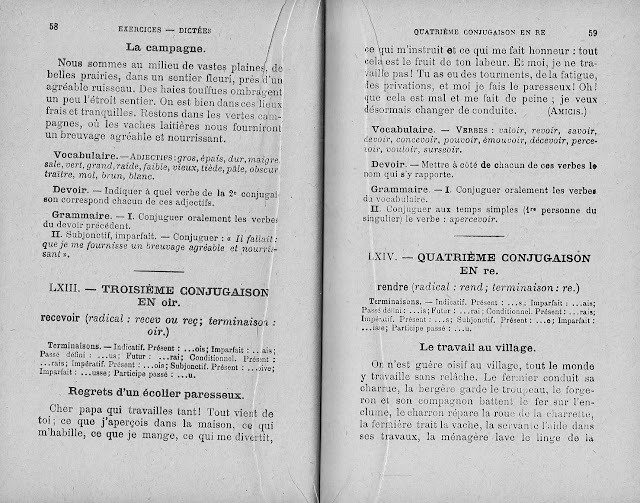 58 EXERCICES — DICTÉES
La campagne.
Nous sommes au milieu de vastes plaines, de
belles prairies, dans un sentier fleuri, près d'un
agréable ruisseau. Des haies touffues ombragent
un peu l'étroit sentier. On est bien dans ces lieux
frais et tranquilles. Restons dans les vertes cam-
pagnes, où les vaches laitières nous fourniront
un breuvage agréable et nourrissant.
Vocabulaire. — ADJECTIFS : gros, épais, dur, maigre,
sale, vert, grand, raide, faible, vieux, tiède, pâle, obscur,
traître, mol, brun, blanc.
Devoir. — Indiquer à quel verbe de la 2e conjugai-
son correspond chacun de ces adjectifs.
Grammaire. — I. Conjuguer oralement les verbes
du devoir précédent.
II. Subjonctif, imparfait. — Conjuguer : « Il fallait :
que je me fournisse un breuvage agréable et nourris-
sant ».
LXIII. — TROISIÈME CONJUGAISON
EN oir.
recevoir (radical : recev ou reç; terminaison :
oir.)
Terminaisons. — Indicatif. Présent : ...ois; Imparfait : ...ais;
Passé défini : ...us; Futur : ...rai; Conditionnel. Présent :
...rais; Impératif. Présent : ...ois; Subjonctif. Présent : ...oive;
Imparfait : ...usse; Participe passé : ...u.
Regrets d'un écolier paresseux.
Cher papa qui travailles tant! Tout vient de
toi; ce que j'aperçois dans la maison, ce qui
m'habille, ce que je mange, ce qui me divertit,
QUATRIÈME CONJUGAISON EN RE 59
ce qui m'instruit et ce qui me fait honneur : tout
cela est le fruit de ton labeur. Et moi, je ne tra-
vaille pas! Tu as eu des tourments, de la fatigue,
des privations, et moi je fais le paresseux! Oh!
que cela est mal et me fait de peine ; je veux
désormais changer de conduite. (AMICIS.)
Vocabulaire. — VERBES : valoir, revoir, savoir,
devoir, concevoir, pouvoir, émouvoir, décevoir, perce-
voir, vouloir, surseoir.
Devoir. — Mettre à côté de chacun de ces verbes le
nom qui s'y rapporte.
Grammaire. — I. Conjuguer oralement les verbes
du vocabulaire.
II. Conjuguer aux temps simples (1re personne du
singulier) le verbe : apercevoir.
LXIV. — QUATRIÈME CONJUGAISON
EN re.
rendre (radical : rend; terminaison : re.)
Terminaisons. — Indicatif. Présent : ...s; Imparfait : ...ais;
Passé défini : ...is; Futur : ...rai; Conditionnel. Présent : ...rais;
Impératif. Présent : ...s; Subjonctif. Présent : ...e; Imparfait :
...isse; Participe passé : ...u.
Le travail au village.
On n'est guère oisif au village, tout le monde
y travaille sans relâche. Le fermier conduit sa
charrue, la bergère garde le troupeau, le forge-
ron et son compagnon battent le fer sur l'en-
clume, le charron répare la roue de la charrette,
la fermière trait la vache, la servante l'aide dans
ses travaux, la ménagère lave le linge de la